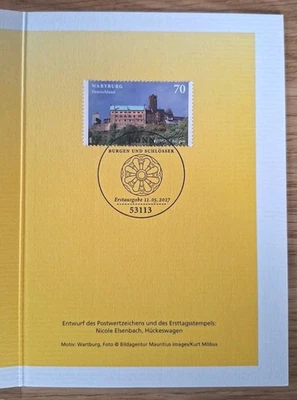 WARTBURG
Deutschland
70
BONN
BURGEN UND SCHLÖSSER
Erstausgabe 11.05.2017
53113
Entwurf des Postwertzeichens und des Ersttagsstempels:
Nicole Elsenbach, Hückeswagen
Motiv: Wartburg, Foto © Bildagentur Mauritius Images/Kurt Möbus